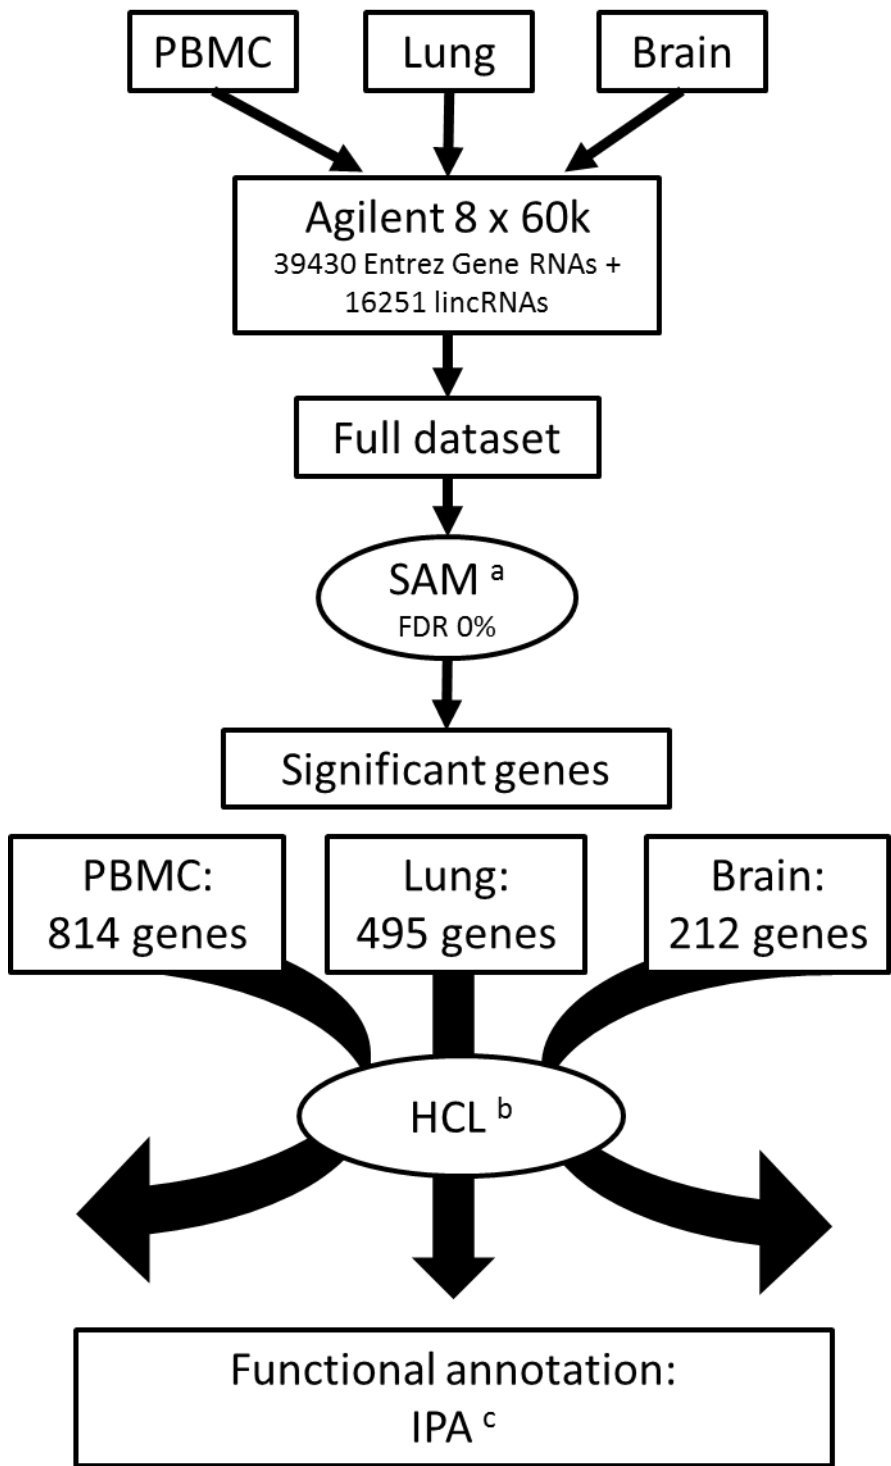 PBMC
Lung
Brain
Agilent 8 x 60k
39430 Entrez Gene RNAs +
16251 lincRNAs
Full dataset
SAM a
FDR 0%
Significant genes
PBMC:
814 genes
Lung:
495 genes
Brain:
212 genes
HCL b
Functional annotation:
IPA c